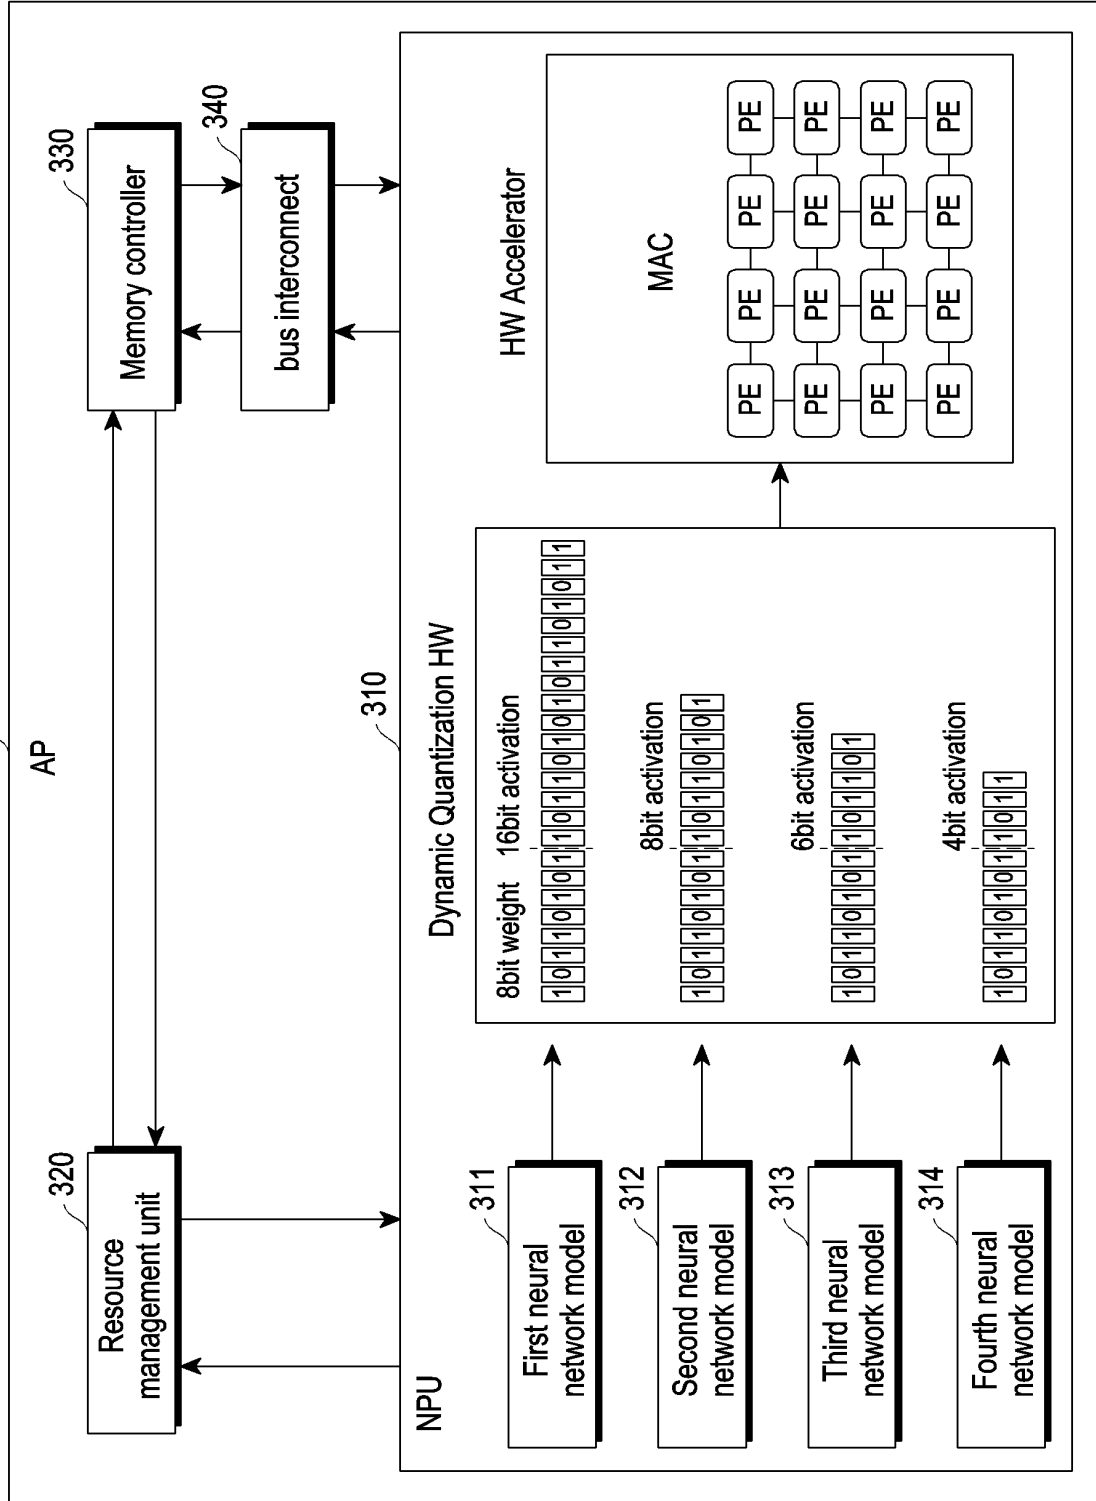 AP
320
Resource
management unit
330
Memory controller
340
bus interconnect
310
NPU
Dynamic Quantization HW
HW Accelerator
311
First neural
network model
312
Second neural
network model
313
Third neural
network model
314
Fourth neural
network model
8bit weight 16bit activation
1 0 1 1 0 1 0 1 1 0 1 1 0 1 0 1 0 1 1 0 1 0 1 1
8bit activation
1 0 1 1 0 1 0 1 1 0 1 1 0 1 0 1
6bit activation
1 0 1 1 0 1 0 1 1 0 1 1 0 1
4bit activation
1 0 1 1 0 1 0 1 1 0 1 1
MAC
PE PE PE PE
PE PE PE PE
PE PE PE PE
PE PE PE PE